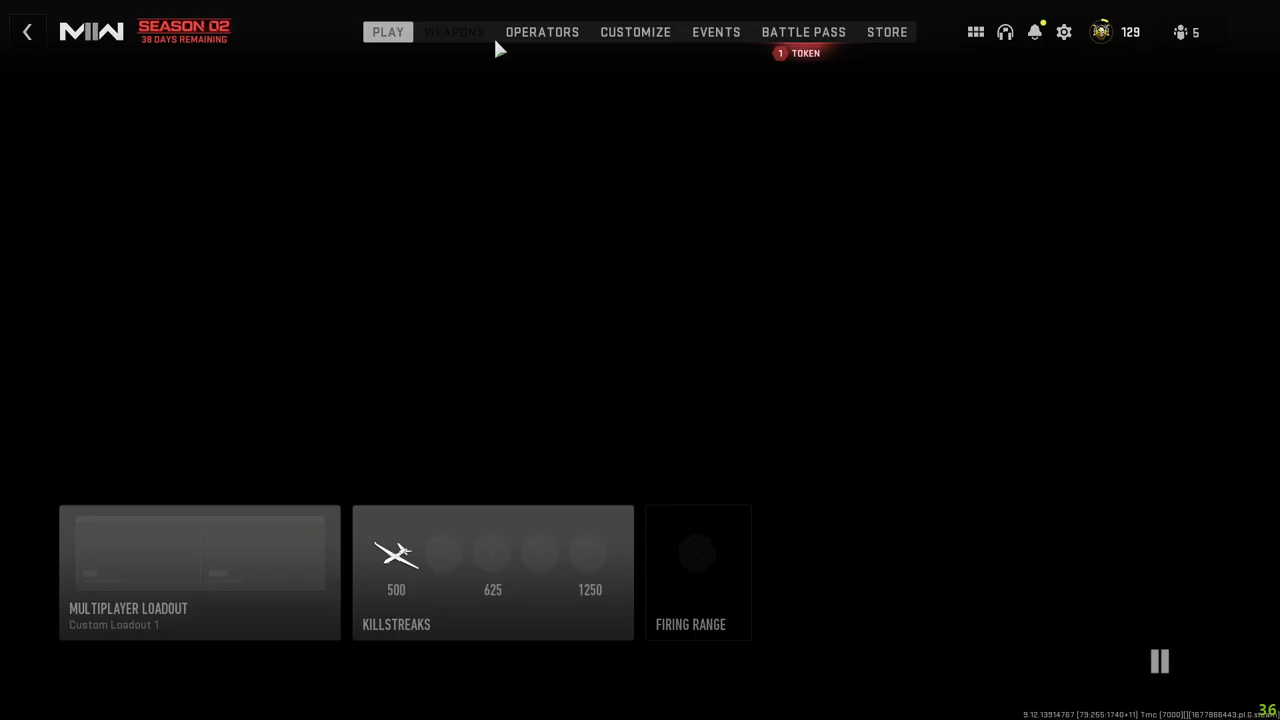 MW
SEASON 02
38 DAYS REMAINING
PLAY
WEAPONS
OPERATORS
CUSTOMIZE
EVENTS
BATTLE PASS
STORE
129
5
1 TOKEN
500
625
1250
MULTIPLAYER LOADOUT
Custom Loadout 1
KILLSTREAKS
FIRING RANGE
36